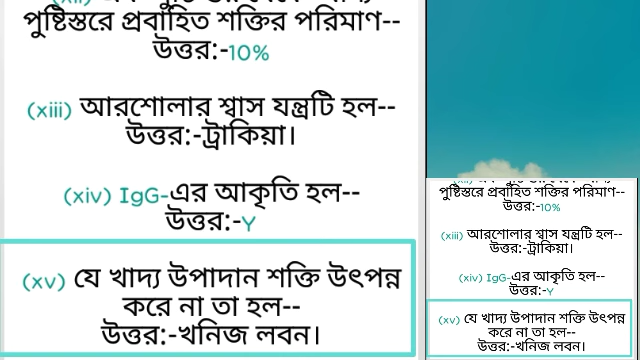 পুষ্টিস্তরে প্রবাহিত শক্তির পরিমাণ--
উত্তর:-10%
(xiii) আরশোলার শ্বাস যন্ত্রটি হল--
উত্তর:-ট্রাকিয়া।
(xiv) IgG-এর আকৃতি হল--
উত্তর:-Y
(xv) যে খাদ্য উপাদান শক্তি উৎপন্ন
করে না তা হল--
উত্তর:-খনিজ লবন।
পুষ্টিস্তরে প্রবাহিত শক্তির পরিমাণ--
উত্তর:-10%
(xiii) আরশোলার শ্বাস যন্ত্রটি হল--
উত্তর:-ট্রাকিয়া।
(xiv) IgG-এর আকৃতি হল--
উত্তর:-Y
(xv) যে খাদ্য উপাদান শক্তি উৎপন্ন
করে না তা হল--
উত্তর:-খনিজ লবন।